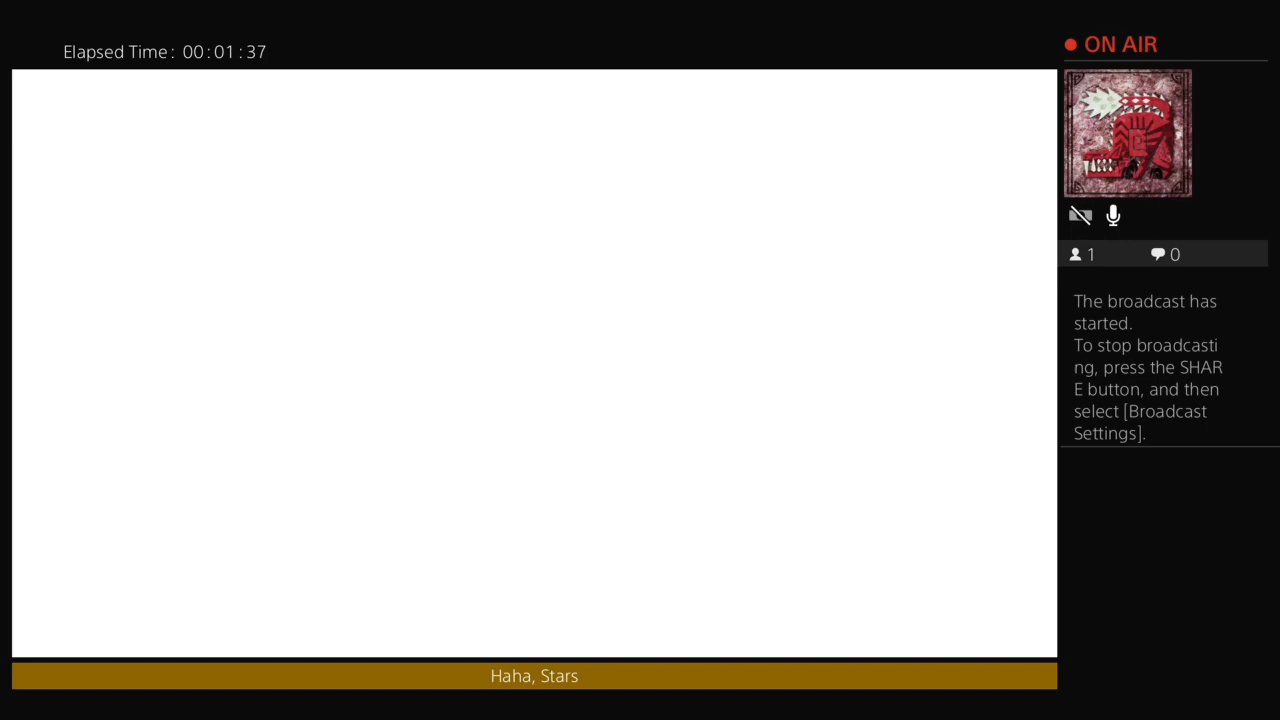 Elapsed Time: 00:01:37
ON AIR
1 0
The broadcast has
started.
To stop broadcasti
ng, press the SHAR
E button, and then
select [Broadcast
Settings].
Haha, Stars